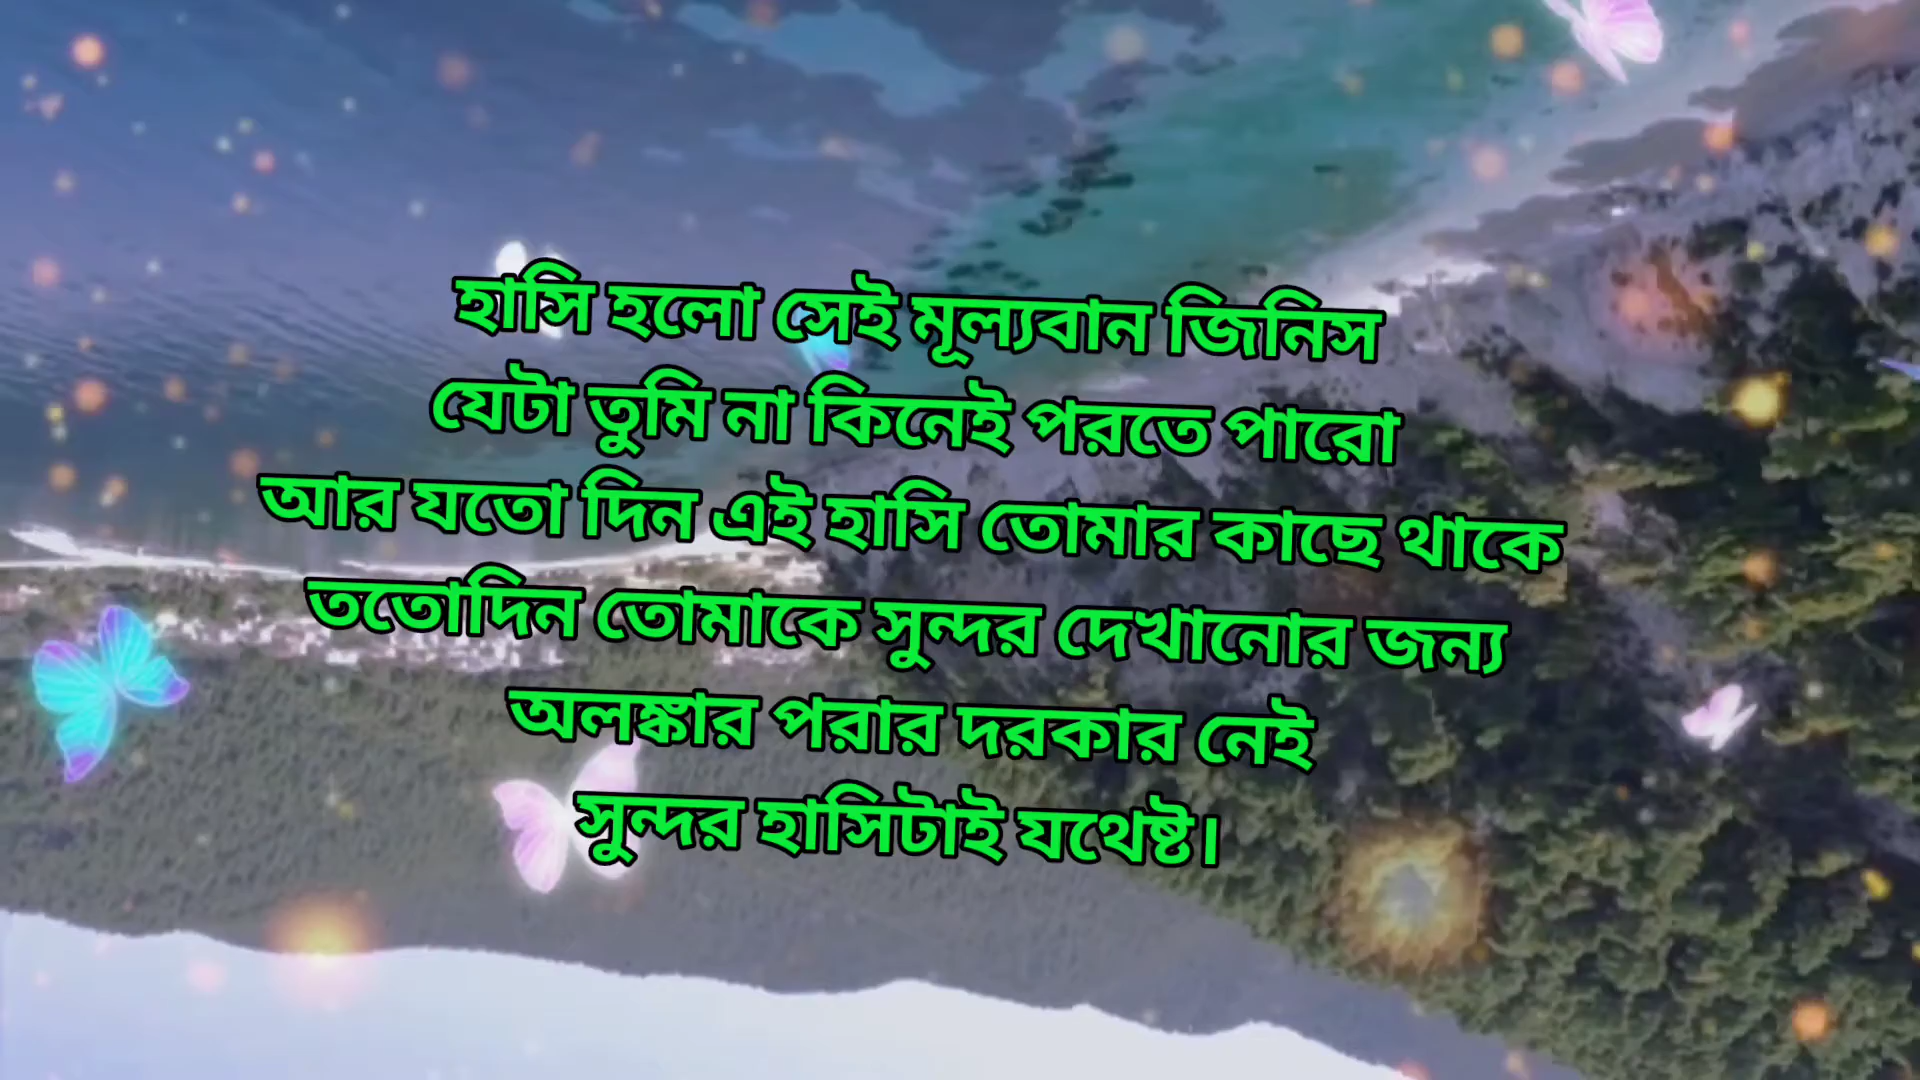 হাসি হলো সেই মূল্যবান জিনিস
যেটা তুমি না কিনেই পরতে পারো
আর যতো দিন এই হাসি তোমার কাছে থাকে
ততোদিন তোমাকে সুন্দর দেখানোর জন্য
অলঙ্কার পরার দরকার নেই
সুন্দর হাসিটাই যথেষ্ট।